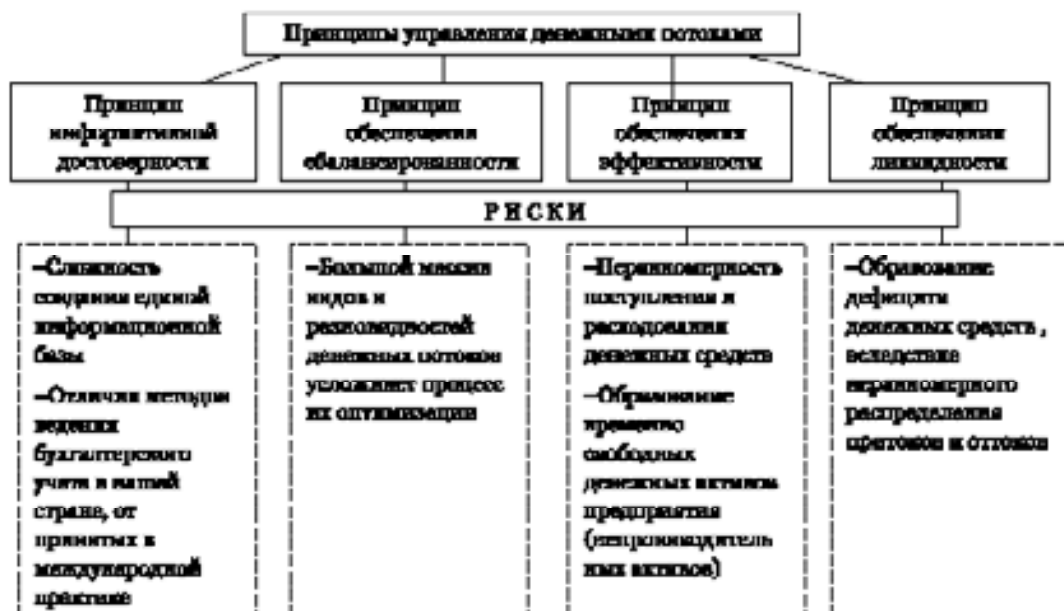 Принципы управления денежными потоками
Принцип
информативной
достоверности
Принцип
обеспечения
сбалансированности
Принцип
обеспечения
эффективности
Принцип
обеспечения
ликвидности
РИСКИ
–Сложность
создания единой
информационной
базы
–Отличия методов
ведения
бухгалтерского
учета в нашей
стране, от
принятых в
международной
практике
–Большой массив
видов и
разновидностей
денежных потоков
усложняет процесс
их оптимизации
–Неравномерность
поступления и
расходования
денежных средств
–Образование
временно
свободных
денежных активов
предприятия
(непроизводитель
ных активов)
–Образование
дефицита
денежных средств ,
вследствие
неравномерного
распределения
притоков и оттоков